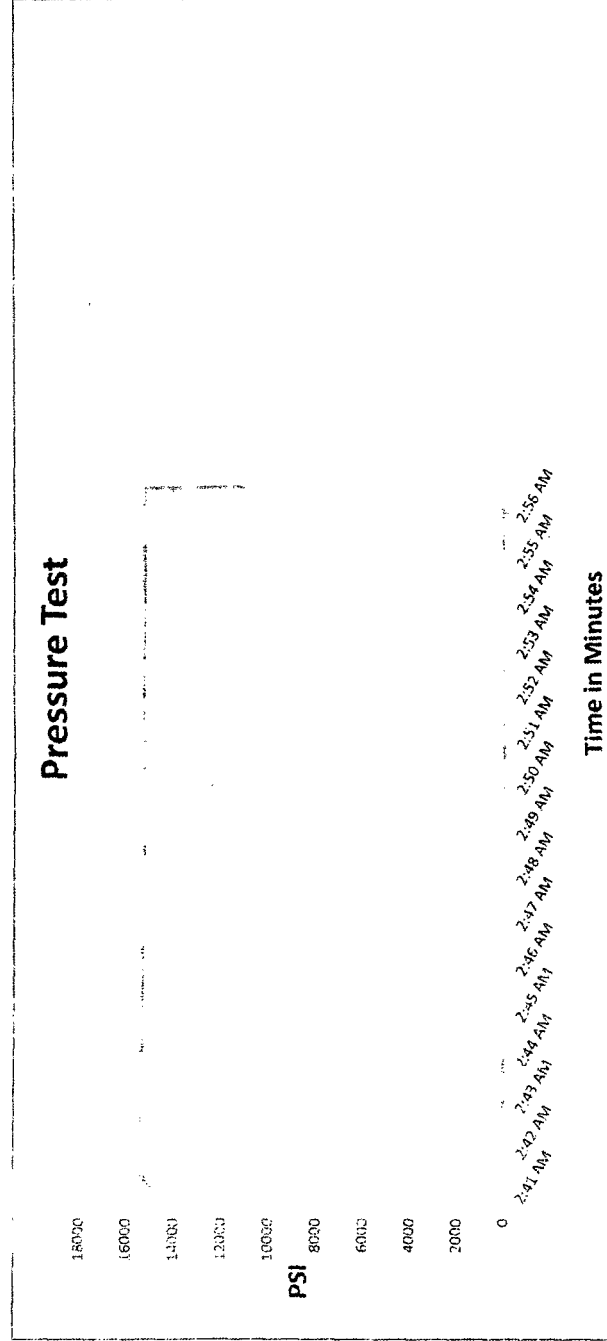 Pressure Test
18000
16000
14000
12000
10000
8000
6000
4000
2000
0
PSI
2:41 AM
2:42 AM
2:43 AM
2:44 AM
2:45 AM
2:46 AM
2:47 AM
2:48 AM
2:49 AM
2:50 AM
2:51 AM
2:52 AM
2:53 AM
2:54 AM
2:55 AM
2:56 AM
Time in Minutes